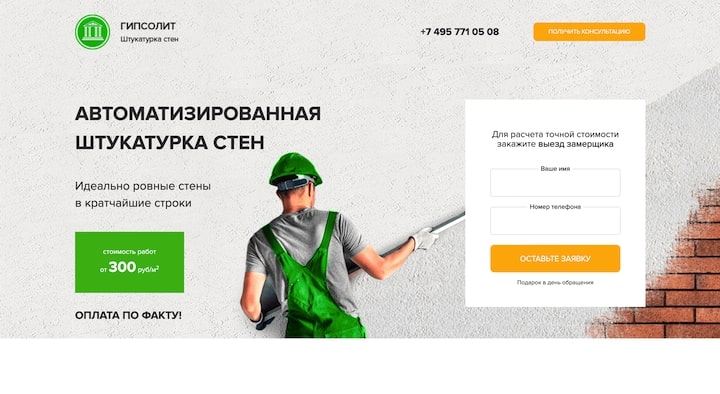 ГИПСОЛИТ
Штукатурка стен
+7 495 771 05 08
ПОЛУЧИТЬ КОНСУЛЬТАЦИЮ
АВТОМАТИЗИРОВАННАЯ
ШТУКАТУРКА СТЕН
Идеально ровные стены
в кратчайшие строки
стоимость работ
от 300 руб/м²
ОПЛАТА ПО ФАКТУ!
Для расчета точной стоимости
закажите выезд замерщика
Ваше имя
Номер телефона
ОСТАВЬТЕ ЗАЯВКУ
Подарок в день обращения